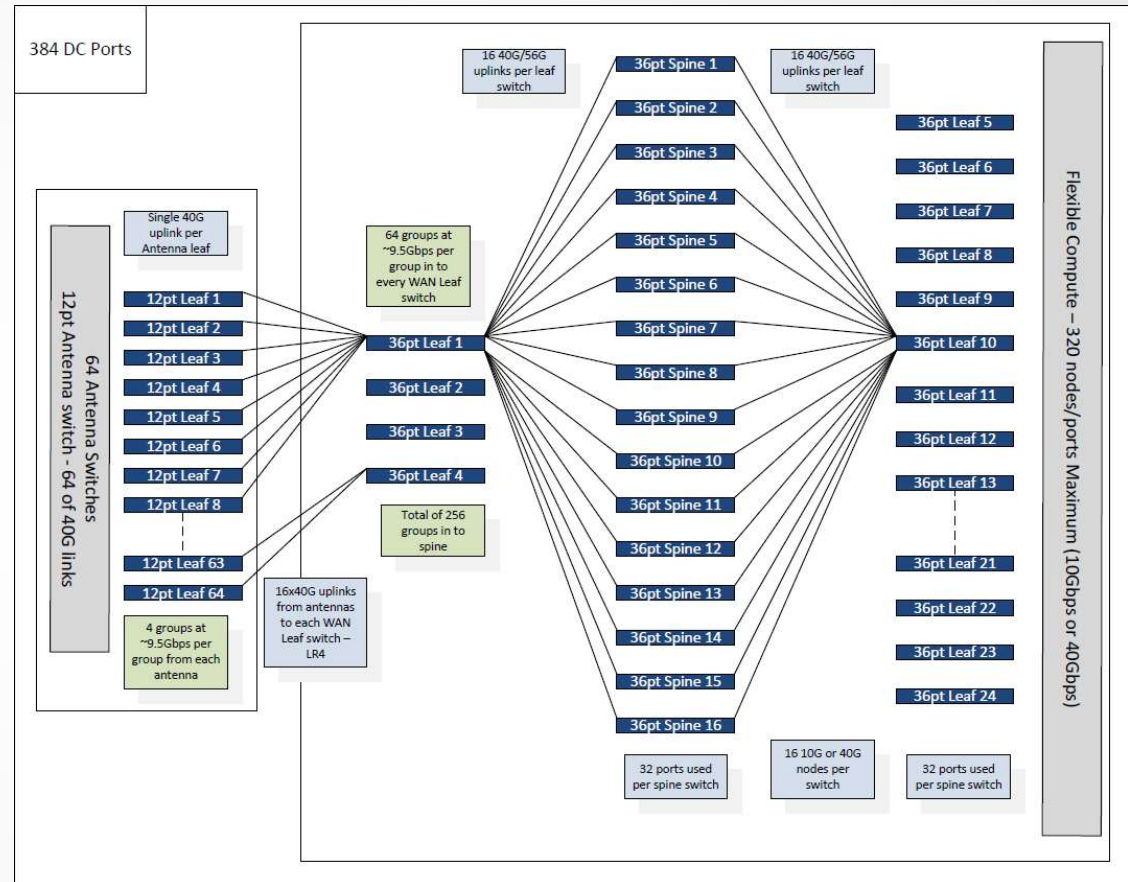 384 DC Ports
16 40G/56G
uplinks per leaf
switch
16 40G/56G
uplinks per leaf
switch
36pt Spine 1
36pt Spine 2
36pt Spine 3
36pt Spine 4
36pt Spine 5
36pt Spine 6
36pt Spine 7
36pt Spine 8
36pt Spine 9
36pt Spine 10
36pt Spine 11
36pt Spine 12
36pt Spine 13
36pt Spine 14
36pt Spine 15
36pt Spine 16
32 ports used
per spine switch
64 Antenna Switches
12pt Antenna switch - 64 of 40G links
Single 40G
uplink per
Antenna leaf
12pt Leaf 1
12pt Leaf 2
12pt Leaf 3
12pt Leaf 4
12pt Leaf 5
12pt Leaf 6
12pt Leaf 7
12pt Leaf 8
12pt Leaf 63
12pt Leaf 64
4 groups at
~9.5Gbps per
group from each
antenna
64 groups at
~9.5Gbps per
group in to
every WAN Leaf
switch
36pt Leaf 1
36pt Leaf 2
36pt Leaf 3
36pt Leaf 4
Total of 256
groups in to
spine
16x40G uplinks
from antennas
to each WAN
Leaf switch –
LR4
36pt Leaf 5
36pt Leaf 6
36pt Leaf 7
36pt Leaf 8
36pt Leaf 9
36pt Leaf 10
36pt Leaf 11
36pt Leaf 12
36pt Leaf 13
36pt Leaf 21
36pt Leaf 22
36pt Leaf 23
36pt Leaf 24
16 10G or 40G
nodes per
switch
32 ports used
per spine switch
Flexible Compute – 320 nodes/ports Maximum (10Gbps or 40Gbps)